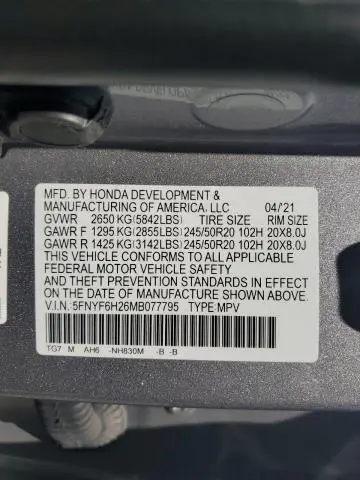 MFD. BY HONDA DEVELOPMENT &
MANUFACTURING OF AMERICA, LLC 04/'21
GVWR 2650 KG (5842LBS) TIRE SIZE RIM SIZE
GAWR F 1295 KG (2855LBS) 245/50R20 102H 20X8.0J
GAWR R 1425 KG (3142LBS) 245/50R20 102H 20X8.0J
THIS VEHICLE CONFORMS TO ALL APPLICABLE
FEDERAL MOTOR VEHICLE SAFETY
AND THEFT PREVENTION STANDARDS IN EFFECT ON
THE DATE OF MANUFACTURE SHOWN ABOVE.
V.I.N. 5FNYF6H26MB077795 TYPE MPV
TG7 M AH6 -NH830M -B -B